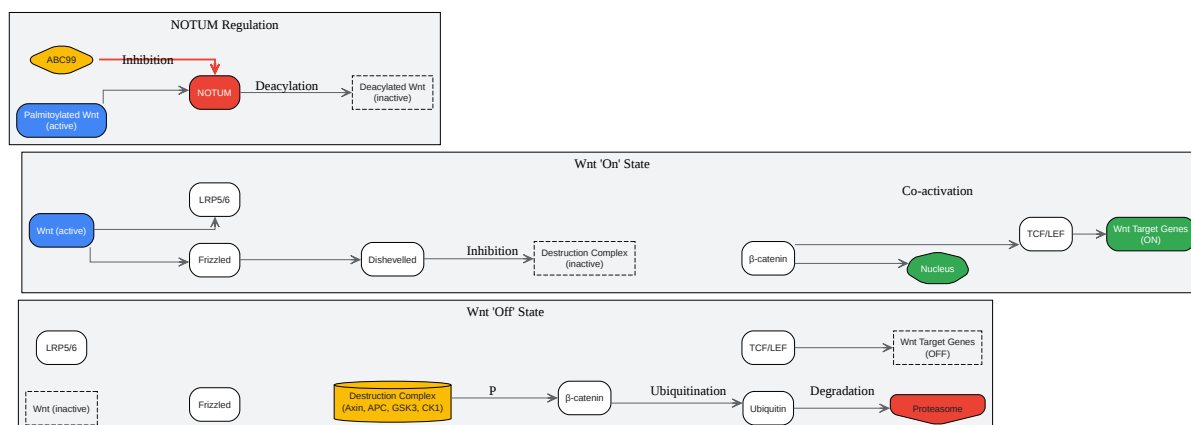 NOTUM Regulation
ABC99
Inhibition
NOTUM
Deacylation
Deacylated Wnt
(inactive)
Palmitoylated Wnt
(active)
Wnt 'On' State
Co-activation
LRP5/6
Wnt (active)
TCF/LEF
Wnt Target Genes
(ON)
Frizzled
Dishevelled
Inhibition
Destruction Complex
(inactive)
β-catenin
Nucleus
Wnt 'Off' State
LRP5/6
TCF/LEF
Wnt Target Genes
(OFF)
Wnt (inactive)
Frizzled
Destruction Complex
(Axin, APC, GSK3, CK1)
P
β-catenin
Ubiquitination
Ubiquitin
Degradation
Proteasome